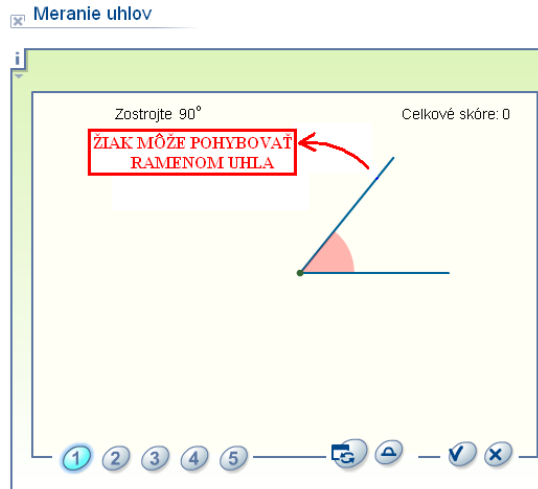 Meranie uhlov
i
Zostrojte 90°
Celkové skóre: 0
ŽIAK MÔŽE POHYBOVAŤ
RAMENOM UHLA
1 2 3 4 5